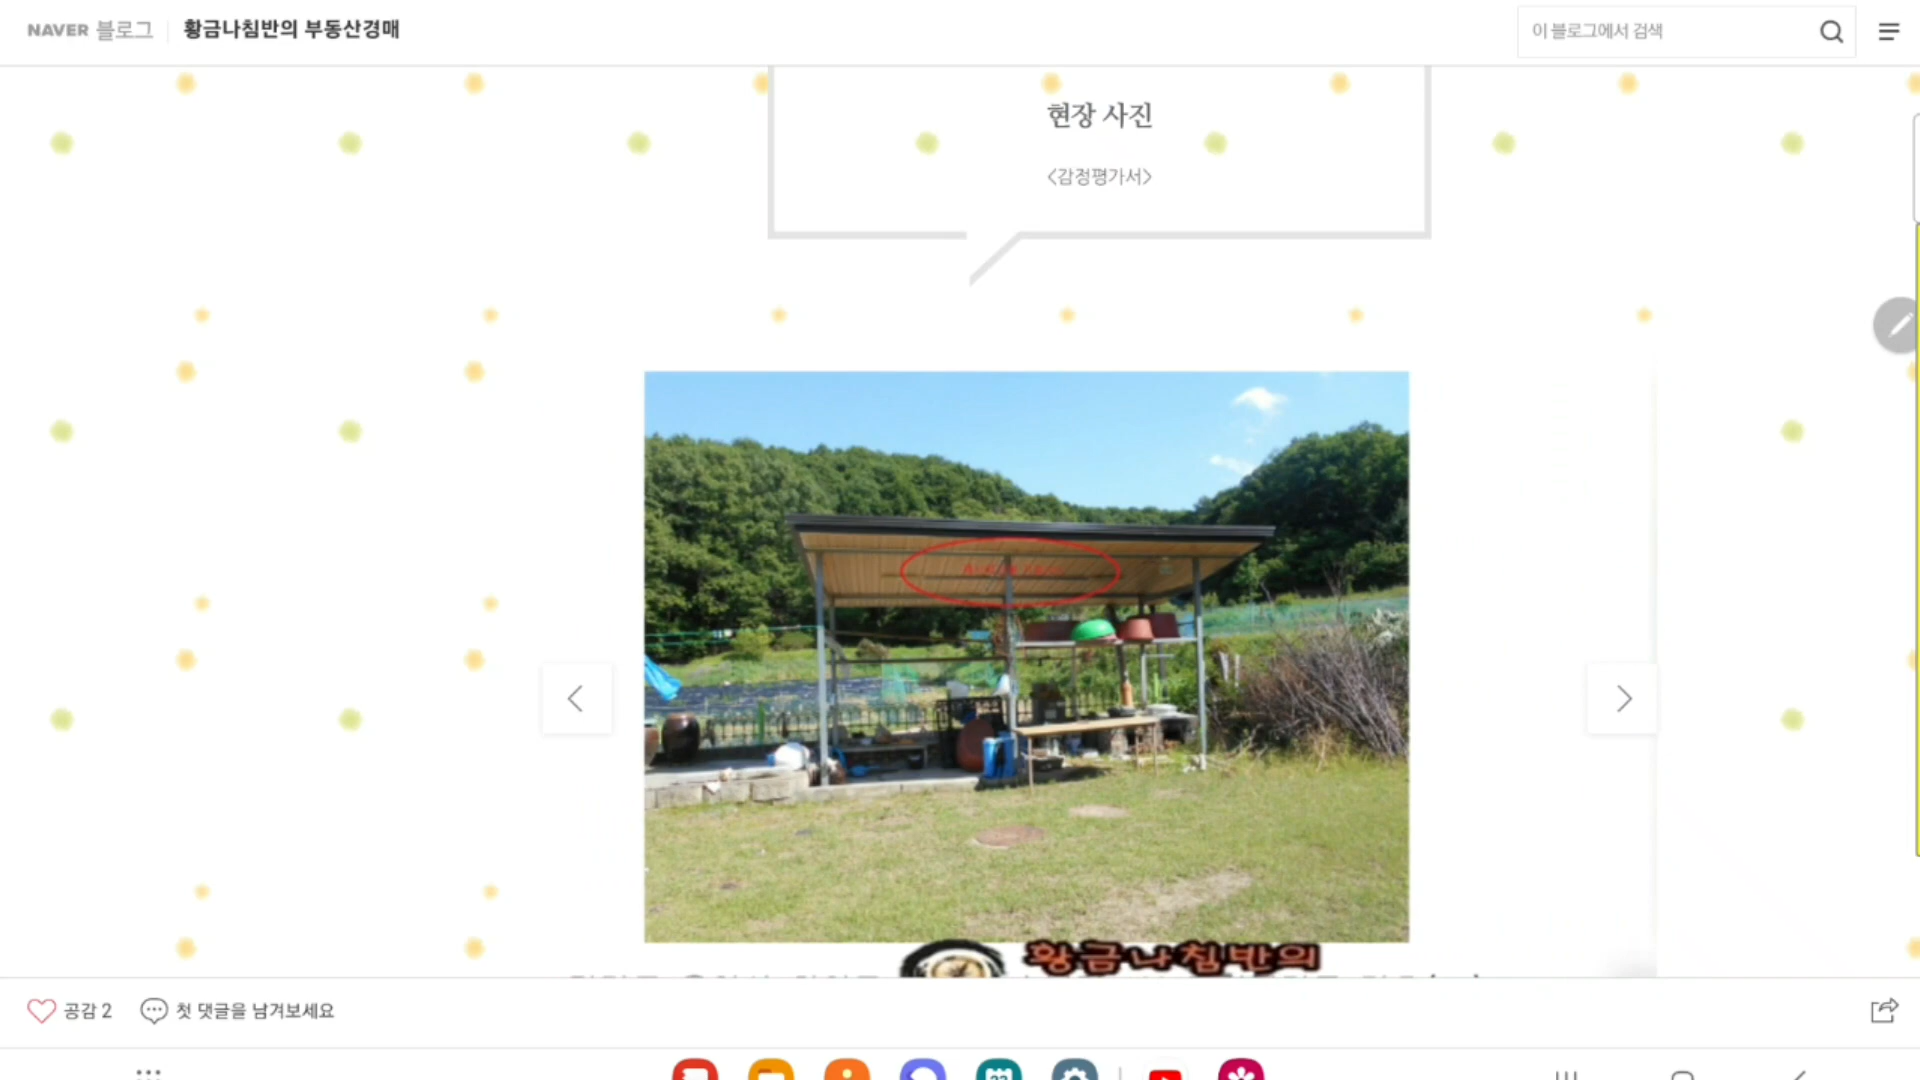 NAVER 블로그
황금나침반의 부동산경매
이 블로그에서 검색
현장 사진
<감정평가서>
황금나침반의
공감 2
첫 댓글을 남겨보세요